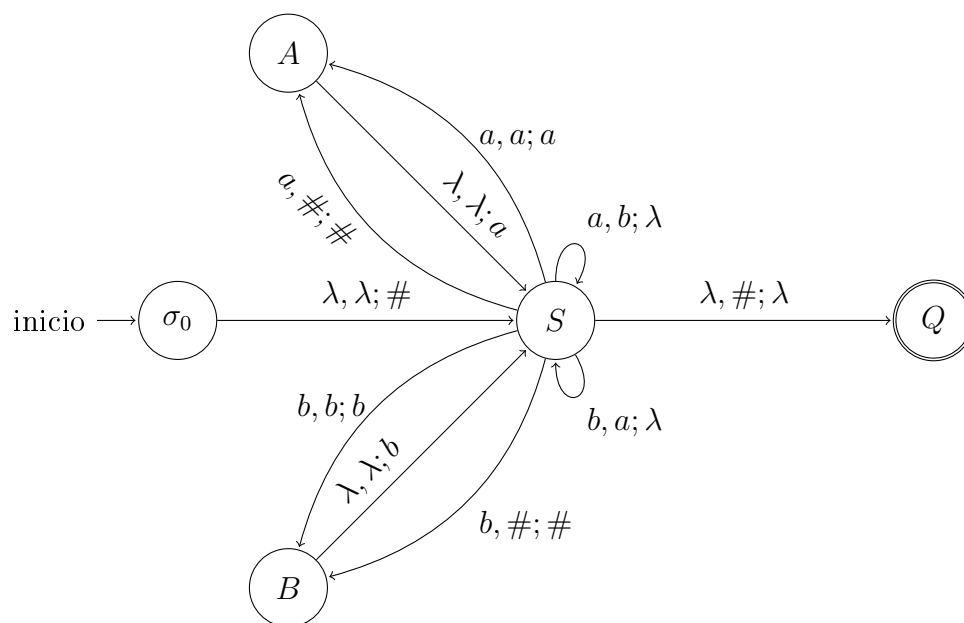 A
a, a; a
λ, λ; a
a, #; #
a, b; λ
inicio
σ₀
λ, λ; #
S
λ, #; λ
Q
b, b; b
λ, λ; b
b, a; λ
b, #; #
B